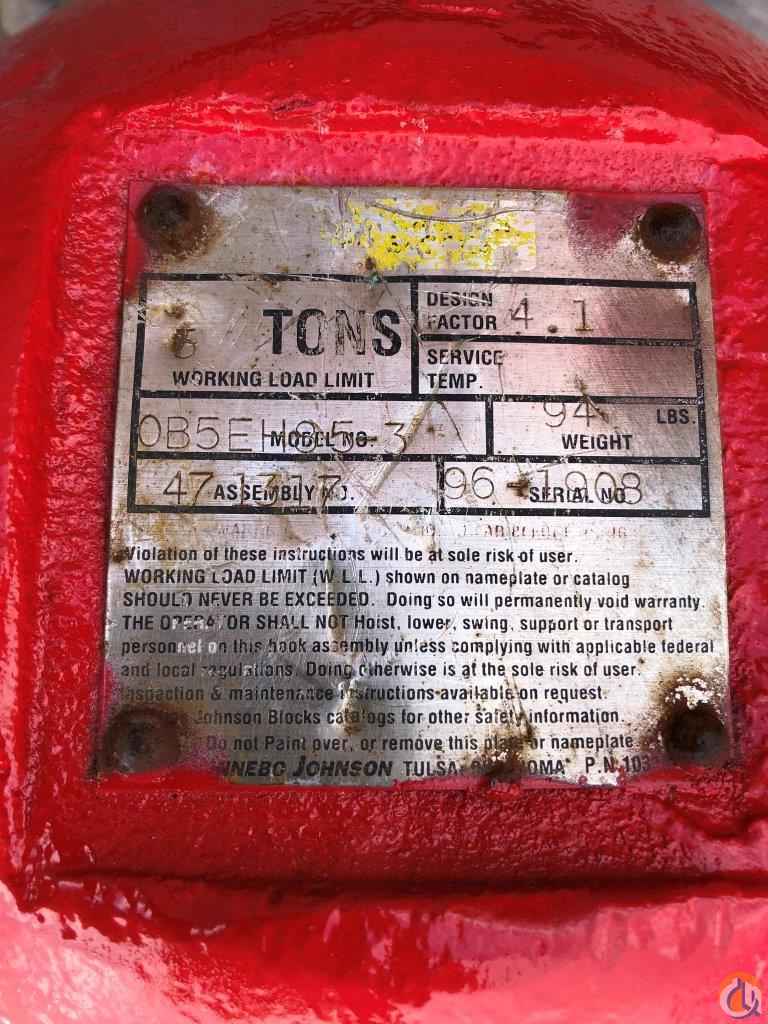 5 TONS
WORKING LOAD LIMIT
DESIGN
FACTOR 4.1
SERVICE
TEMP.
MODEL NO.
94 LBS.
WEIGHT
ASSEMBLY NO.
96-1908 SERIAL NO.
Violation of these instructions will be at sole risk of user.
WORKING LOAD LIMIT (W.L.L.) shown on nameplate or catalog
SHOULD NEVER BE EXCEEDED. Doing so will permanently void warranty.
THE OPERATOR SHALL NOT Hoist, lower, swing, support or transport
personnel on this hook assembly unless complying with applicable federal
and local regulations. Doing otherwise is at the sole risk of user.
Inspection & maintenance instructions available on request.
Johnson Blocks catalogs for other safety information.
Do not Paint over, or remove this plate or nameplate
JOHNSON TULSA, OKLAHOMA P.N. 103